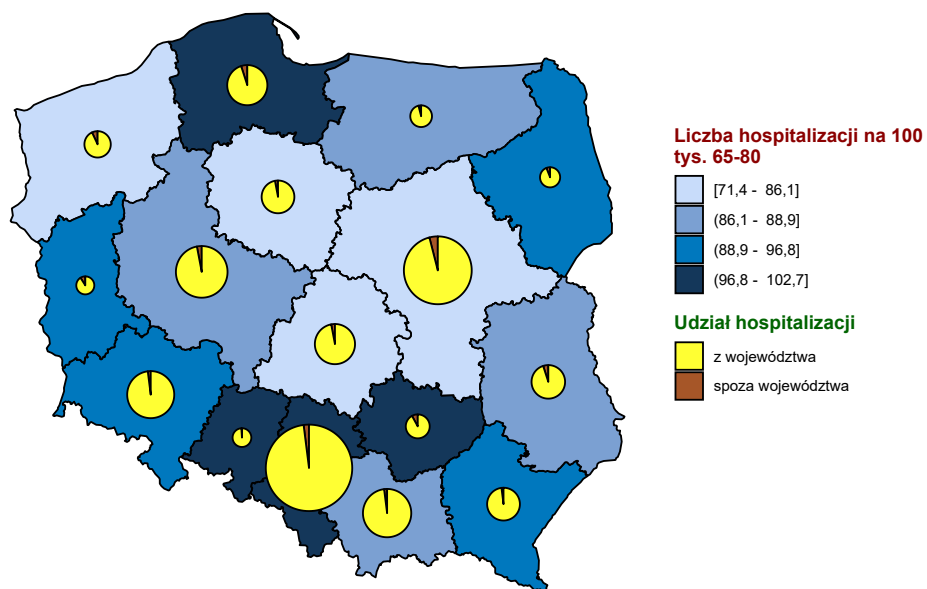 Liczba hospitalizacji na 100
tys. 65-80
[71,4 - 86,1]
(86,1 - 88,9]
(88,9 - 96,8]
(96,8 - 102,7]
Udział hospitalizacji
z województwa
spoza województwa